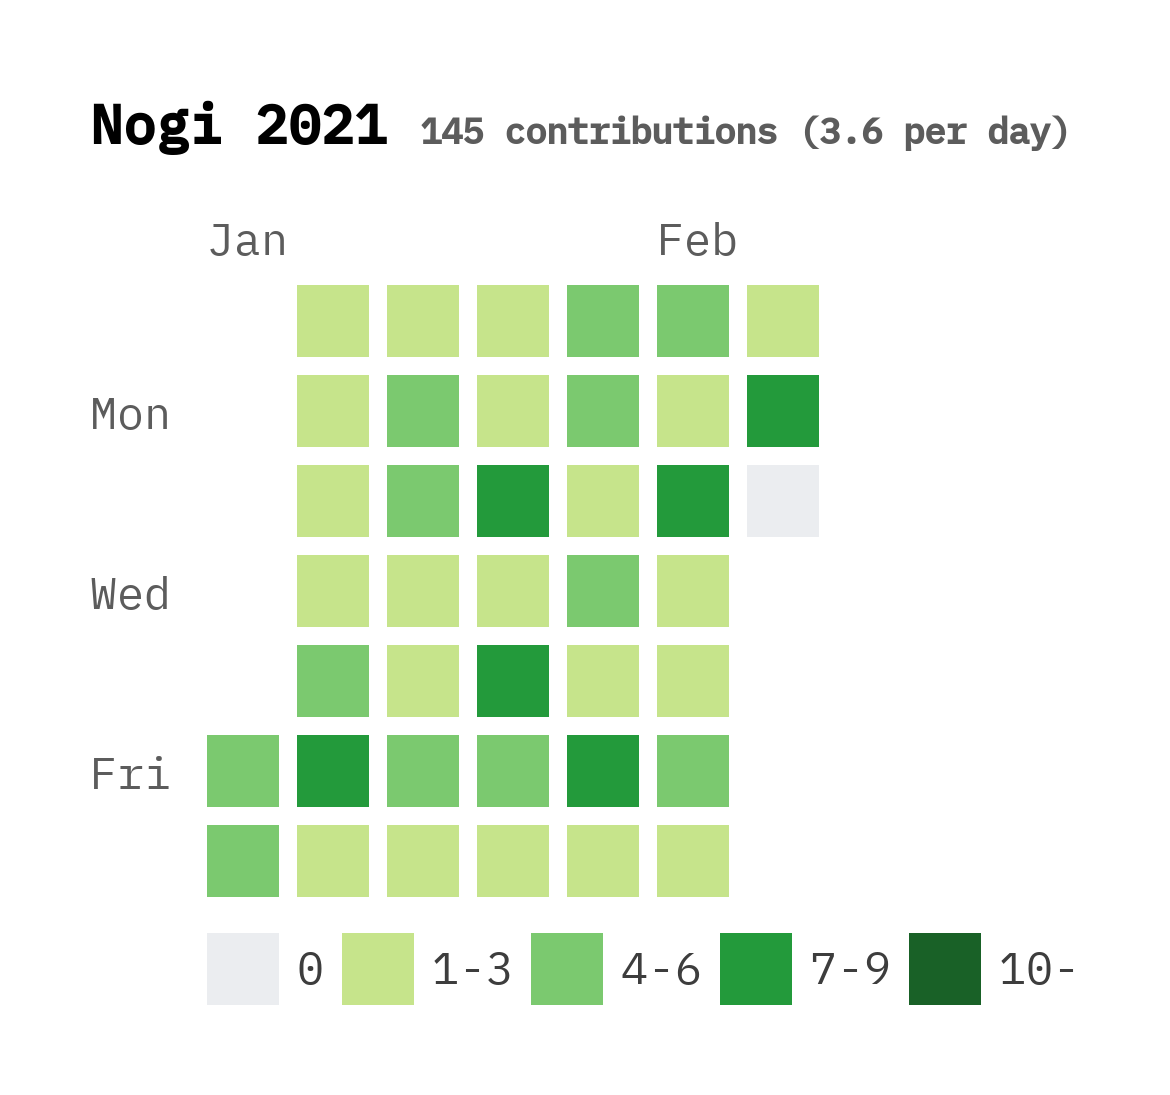 Nogi 2021 145 contributions (3.6 per day)
Jan Feb
Mon
Wed
Fri
0 1-3 4-6 7-9 10-